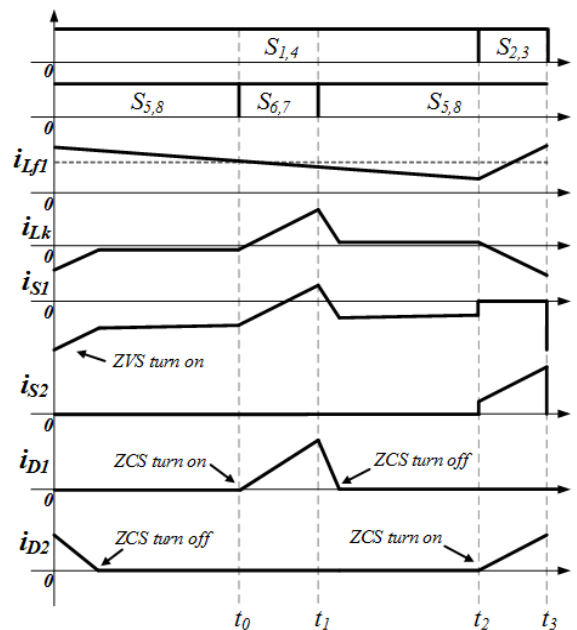 S1,4
S2,3
0
S5,8
S6,7
S5,8
0
iLf1
0
iLk
0
iS1
0
ZVS turn on
iS2
0
ZCS turn on
ZCS turn off
iD1
0
iD2
ZCS turn off
ZCS turn on
0
t0
t1
t2
t3